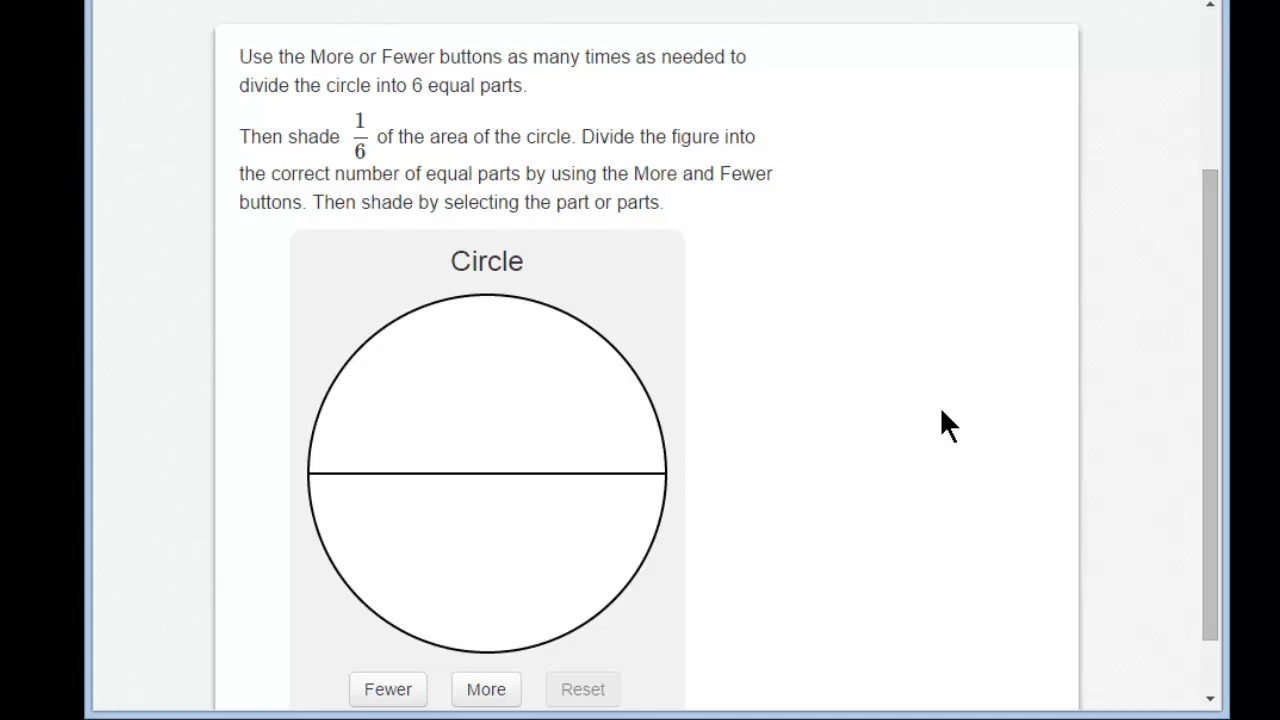 Use the More or Fewer buttons as many times as needed to
divide the circle into 6 equal parts.
Then shade 1/6 of the area of the circle. Divide the figure into
the correct number of equal parts by using the More and Fewer
buttons. Then shade by selecting the part or parts.
Circle
Fewer More Reset